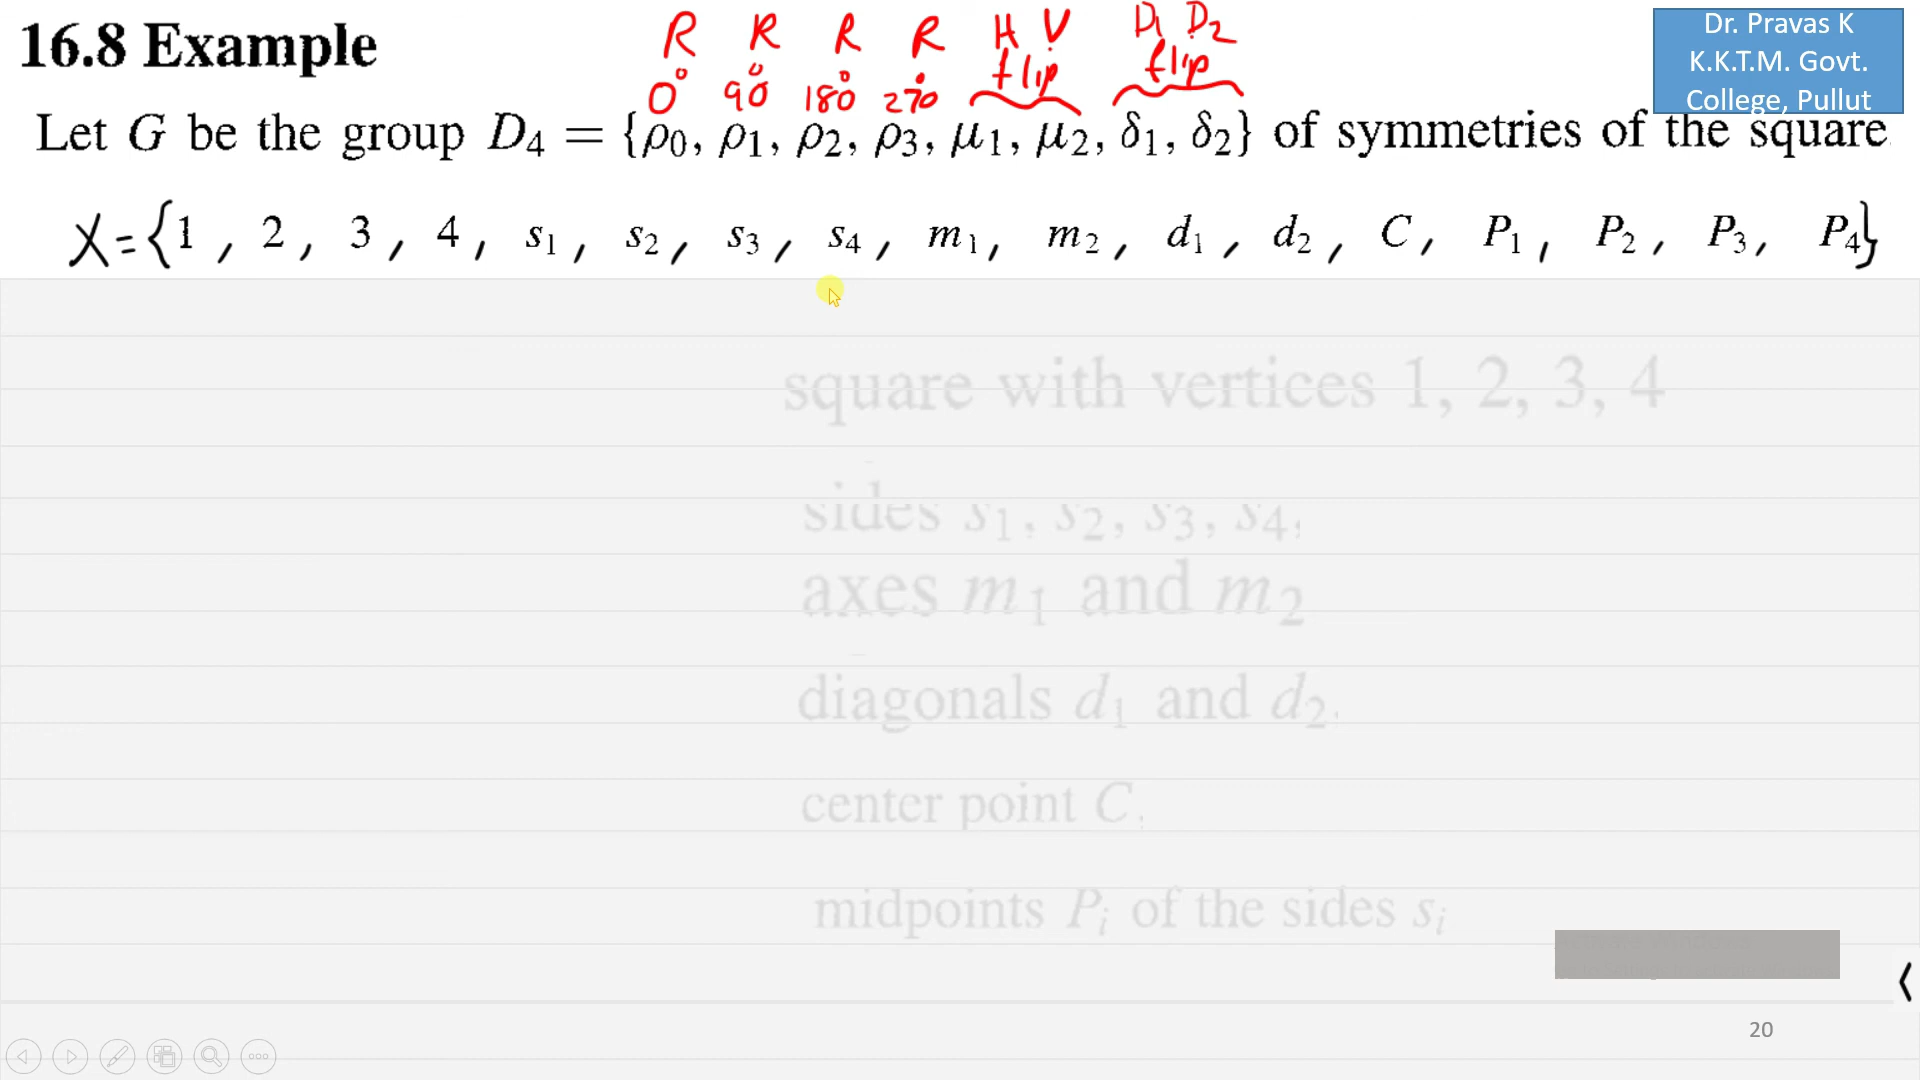 16.8 Example
R R R R H V D1 D2
0° 90° 180° 270° flip flip
Dr. Pravas K
K.K.T.M. Govt.
College, Pullut
Let G be the group D₄ = {ρ₀, ρ₁, ρ₂, ρ₃, μ₁, μ₂, δ₁, δ₂} of symmetries of the square
X = {1, 2, 3, 4, s₁, s₂, s₃, s₄, m₁, m₂, d₁, d₂, C, P₁, P₂, P₃, P₄}
square with vertices 1, 2, 3, 4
sides s₁, s₂, s₃, s₄,
axes m₁ and m₂
diagonals d₁ and d₂,
center point C,
midpoints Pᵢ of the sides sᵢ
20